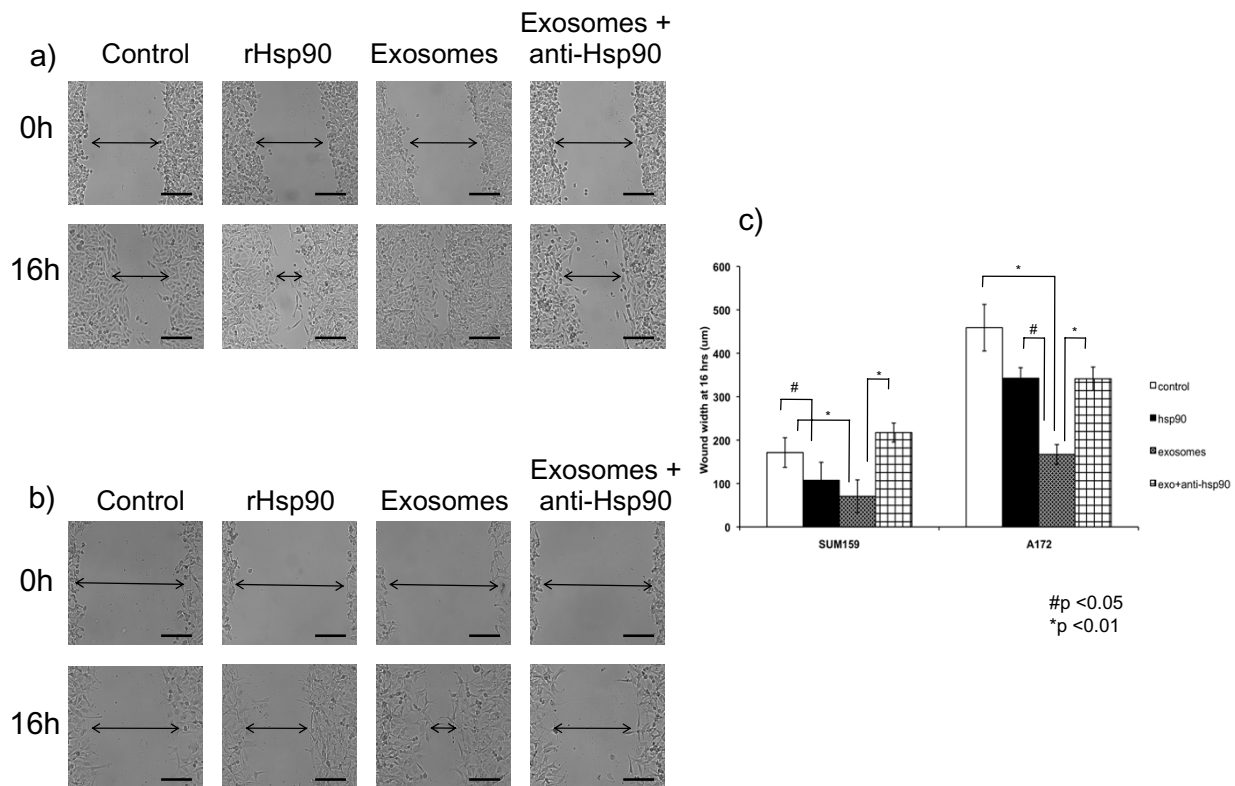 a)
Control
rHsp90
Exosomes
Exosomes +
anti-Hsp90
0h
16h
b)
Control
rHsp90
Exosomes
Exosomes +
anti-Hsp90
0h
16h
c)
Wound width at 16 hrs (um)
600
500
400
300
200
100
0
#
*
*
*
#
*
SUM159
A172
control
hsp90
exosomes
exo+anti-hsp90
#p <0.05
*p <0.01